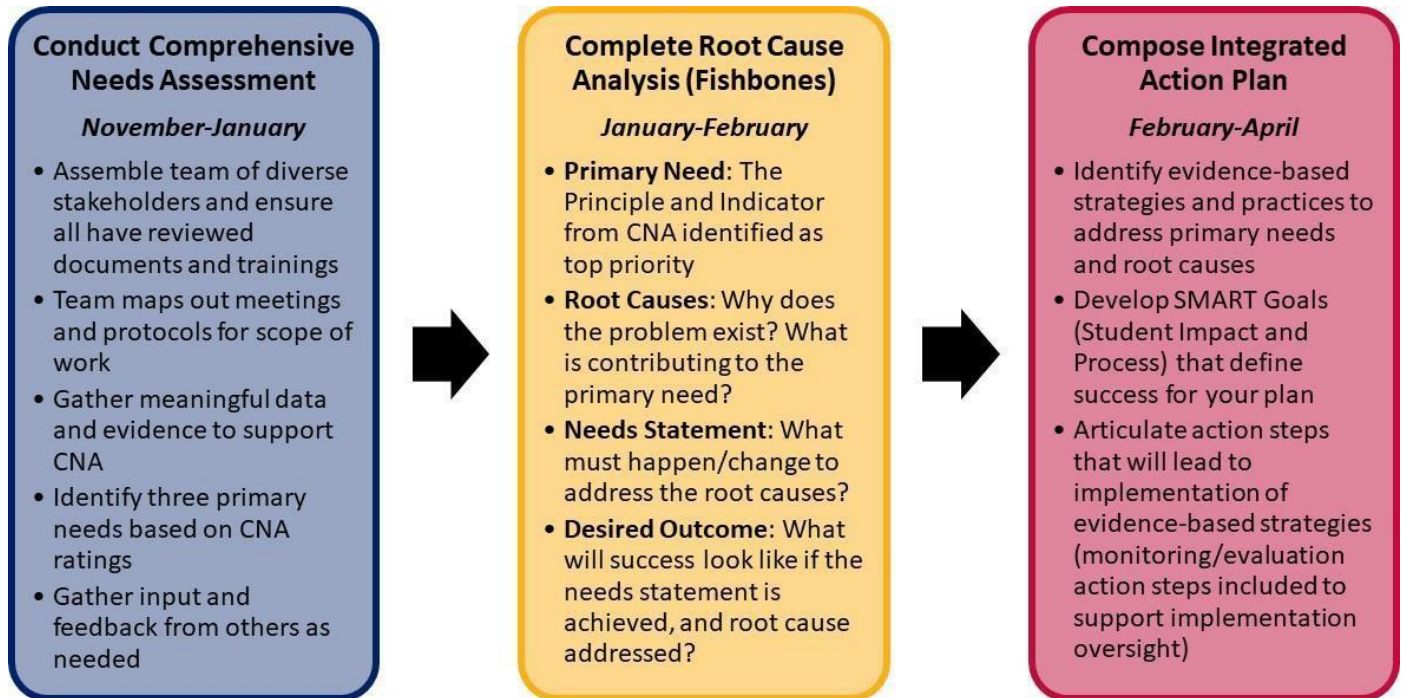 Conduct Comprehensive
Needs Assessment
November-January
• Assemble team of diverse
stakeholders and ensure
all have reviewed
documents and trainings
• Team maps out meetings
and protocols for scope of
work
• Gather meaningful data
and evidence to support
CNA
• Identify three primary
needs based on CNA
ratings
• Gather input and
feedback from others as
needed
Complete Root Cause
Analysis (Fishbones)
January-February
• Primary Need: The
Principle and Indicator
from CNA identified as
top priority
• Root Causes: Why does
the problem exist? What
is contributing to the
primary need?
• Needs Statement: What
must happen/change to
address the root causes?
• Desired Outcome: What
will success look like if the
needs statement is
achieved, and root cause
addressed?
Compose Integrated
Action Plan
February-April
• Identify evidence-based
strategies and practices to
address primary needs
and root causes
• Develop SMART Goals
(Student Impact and
Process) that define
success for your plan
• Articulate action steps
that will lead to
implementation of
evidence-based strategies
(monitoring/evaluation
action steps included to
support implementation
oversight)